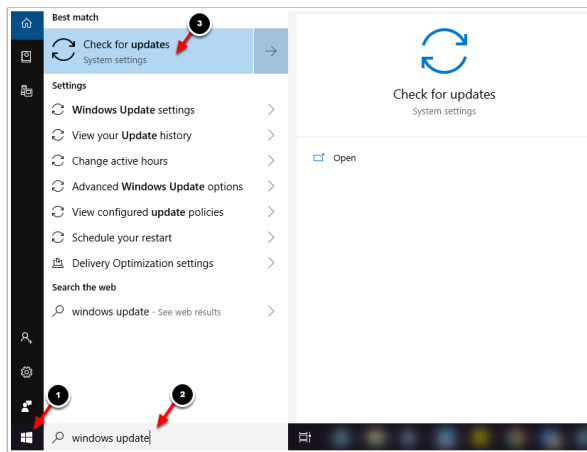 Best match
3
Check for updates
System settings
Check for updates
System settings
Settings
Windows Update settings
View your Update history
Change active hours
Open
Advanced Windows Update options
View configured update policies
Schedule your restart
Delivery Optimization settings
Search the web
windows update - See web results
1
2
windows update